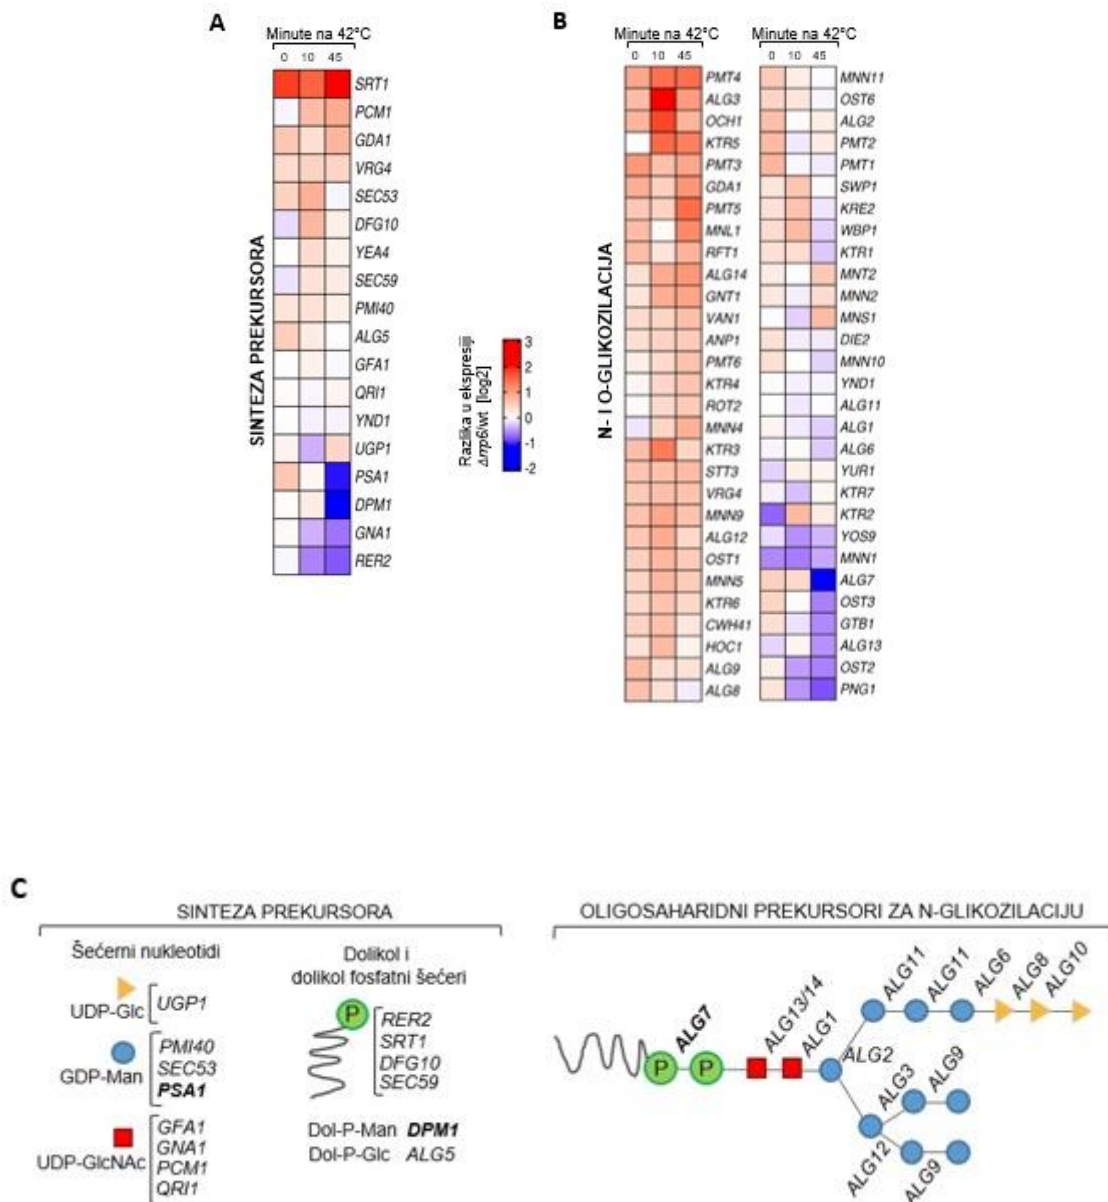 A
Minute na 42°C
0 10 45
SINTEZA PREKURSORA
SRT1
PCM1
GDA1
VRG4
SEC53
DFG10
YEA4
SEC59
PMI40
ALG5
GFA1
QRI1
YND1
UGP1
PSA1
DPM1
GNA1
RER2
Razlika u ekspresiji
Δrrp6/wt [log2]
3
2
1
0
-1
-2
B
Minute na 42°C
0 10 45
N- I O-GLIKOZILACIJA
PMT4
ALG3
OCH1
KTR5
PMT3
GDA1
PMT5
MNL1
RFT1
ALG14
GNT1
VAN1
ANP1
PMT6
KTR4
ROT2
MNN4
KTR3
STT3
VRG4
MNN9
ALG12
OST1
MNN5
KTR6
CWH41
HOC1
ALG9
ALG8
Minute na 42°C
0 10 45
MNN11
OST6
ALG2
PMT2
PMT1
SWP1
KRE2
WBP1
KTR1
MNT2
MNN2
MNS1
DIE2
MNN10
YND1
ALG11
ALG1
ALG6
YUR1
KTR7
KTR2
YOS9
MNN1
ALG7
OST3
GTB1
ALG13
OST2
PNG1
C
SINTEZA PREKURSORA
Šećerni nukleotidi
UDP-Glc
UGP1
GDP-Man
PMI40
SEC53
PSA1
UDP-GlcNAc
GFA1
GNA1
PCM1
QRI1
Dolikol i
dolikol fosfatni šećeri
P
RER2
SRT1
DFG10
SEC59
Dol-P-Man DPM1
Dol-P-Glc ALG5
OLIGOSAHARIDNI PREKURSORI ZA N-GLIKOZILACIJU
P
P
ALG7
ALG13/14
ALG1
ALG2
ALG11
ALG11
ALG6
ALG8
ALG10
ALG3
ALG9
ALG12
ALG9